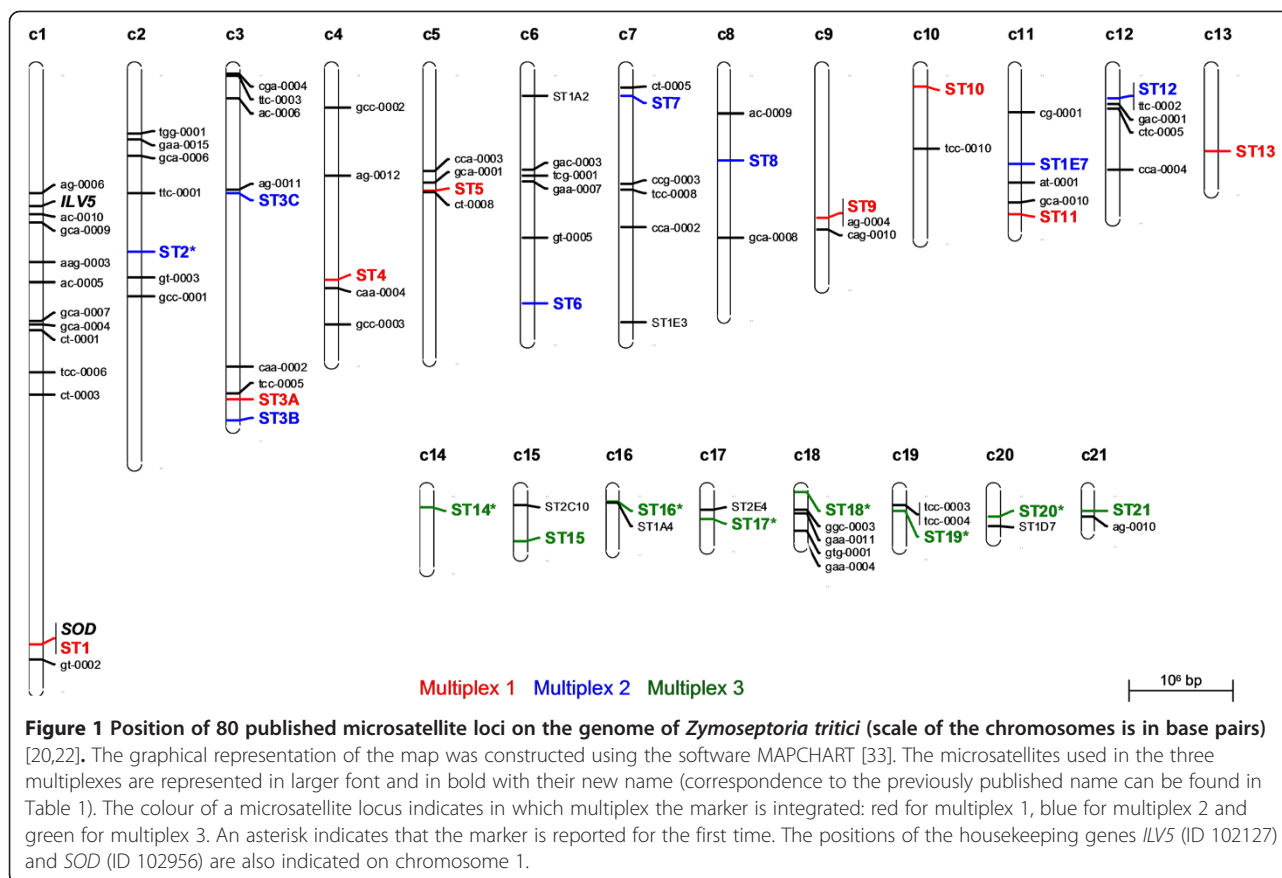 c1 c2 c3 c4 c5 c6 c7 c8 c9 c10 c11 c12 c13
ag-0006
ILV5
ac-0010
gca-0009
aag-0003
ac-0005
gca-0007
gca-0004
ct-0001
tcc-0006
ct-0003
SOD
ST1
gt-0002
tgg-0001
gaa-0015
gca-0006
ttc-0001
ST2*
gt-0003
gcc-0001
cga-0004
ttc-0003
ac-0006
ag-0011
ST3C
caa-0002
tcc-0005
ST3A
ST3B
gcc-0002
ag-0012
ST4
caa-0004
gcc-0003
cca-0003
gca-0001
ST5
ct-0008
ST1A2
gac-0003
tcg-0001
gaa-0007
gt-0005
ST6
ct-0005
ST7
ccg-0003
tcc-0008
cca-0002
ST1E3
ac-0009
ST8
gca-0008
ST9
ag-0004
cag-0010
ST10
tcc-0010
cg-0001
ST1E7
at-0001
gca-0010
ST11
ST12
ttc-0002
gac-0001
ctc-0005
cca-0004
ST13
c14 c15 c16 c17 c18 c19 c20 c21
ST14*
ST2C10
ST15
ST16*
ST1A4
ST2E4
ST17*
ST18*
ggc-0003
gaa-0011
gtg-0001
gaa-0004
tcc-0003
tcc-0004
ST19*
ST20*
ST1D7
ST21
ag-0010
Multiplex 1 Multiplex 2 Multiplex 3
10⁶ bp
Figure 1 Position of 80 published microsatellite loci on the genome of Zymoseptoria tritici (scale of the chromosomes is in base pairs)
[20,22]. The graphical representation of the map was constructed using the software MAPCHART [33]. The microsatellites used in the three
multiplexes are represented in larger font and in bold with their new name (correspondence to the previously published name can be found in
Table 1). The colour of a microsatellite locus indicates in which multiplex the marker is integrated: red for multiplex 1, blue for multiplex 2 and
green for multiplex 3. An asterisk indicates that the marker is reported for the first time. The positions of the housekeeping genes ILV5 (ID 102127)
and SOD (ID 102956) are also indicated on chromosome 1.